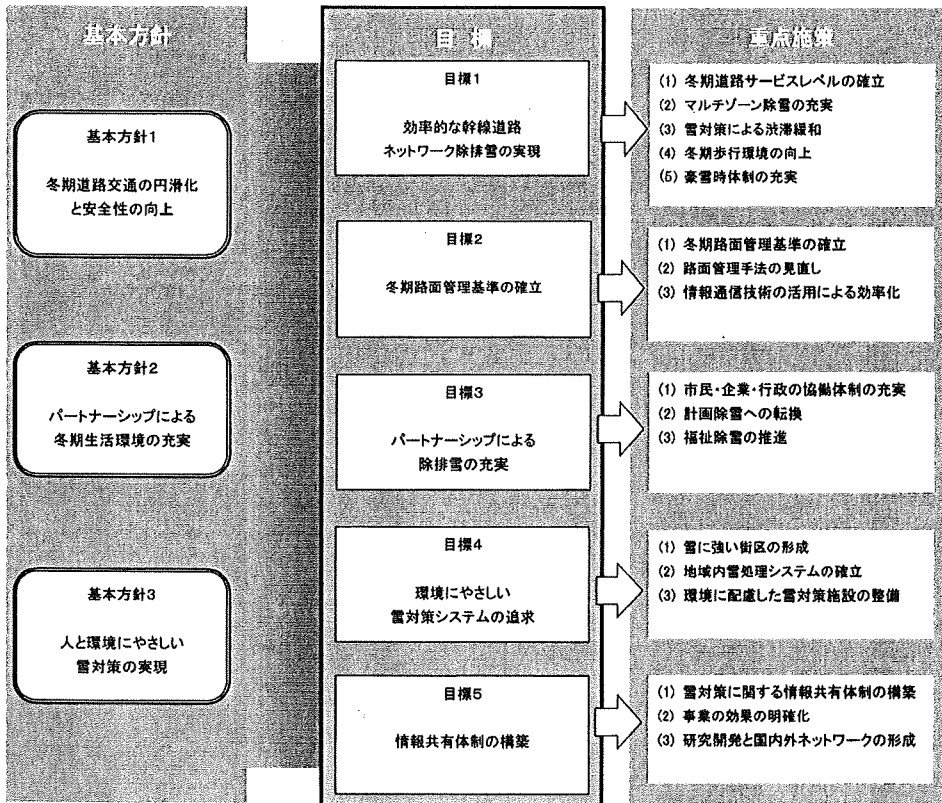 基本方針
基本方針1
冬期道路交通の円滑化
と安全性の向上
基本方針2
パートナーシップによる
冬期生活環境の充実
基本方針3
人と環境にやさしい
雪対策の実現
目 標
目標1
効率的な幹線道路
ネットワーク除排雪の実現
目標2
冬期路面管理基準の確立
目標3
パートナーシップによる
除排雪の充実
目標4
環境にやさしい
雪対策システムの追求
目標5
情報共有体制の構築
重点施策
(1) 冬期道路サービスレベルの確立
(2) マルチゾーン除雪の充実
(3) 雪対策による渋滞緩和
(4) 冬期歩行環境の向上
(5) 豪雪時体制の充実
(1) 冬期路面管理基準の確立
(2) 路面管理手法の見直し
(3) 情報通信技術の活用による効率化
(1) 市民・企業・行政の協働体制の充実
(2) 計画除雪への転換
(3) 福祉除雪の推進
(1) 雪に強い街区の形成
(2) 地域内雪処理システムの確立
(3) 環境に配慮した雪対策施設の整備
(1) 雪対策に関する情報共有体制の構築
(2) 事業の効果の明確化
(3) 研究開発と国内外ネットワークの形成